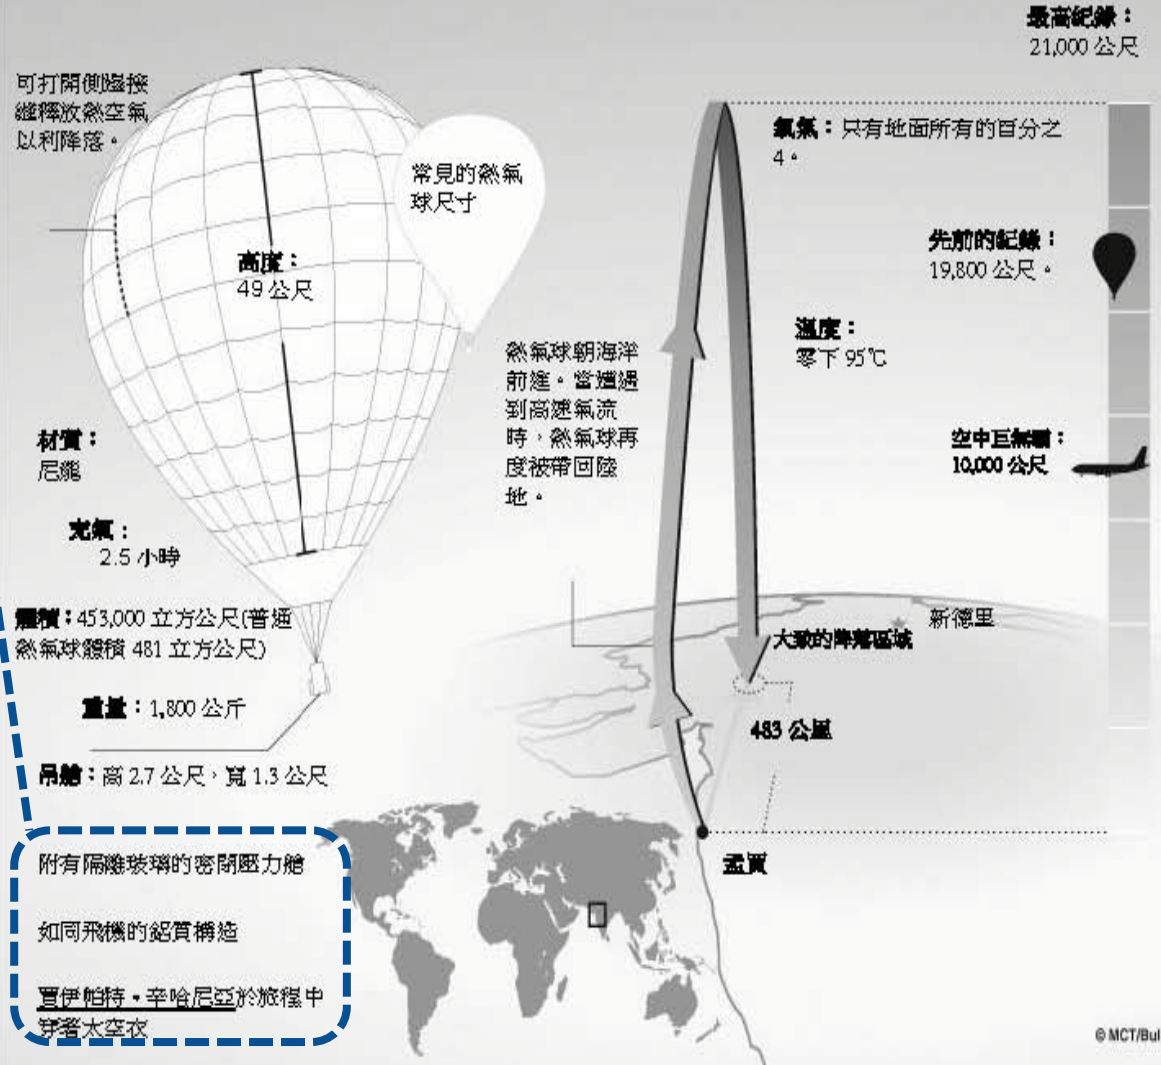 最高紀錄：
21,000 公尺
可打開側邊接
縫釋放熱空氣
以利降落。
常見的熱氣
球尺寸
氧氣：只有地面所有的百分之
4。
高度：
49 公尺
先前的紀錄：
19,800 公尺。
溫度：
零下 95℃
熱氣球朝海洋
前進。當遭遇
到高速氣流
時，熱氣球再
度被帶回陸
地。
材質：
尼龍
空中巨無霸：
10,000 公尺
充氣：
2.5 小時
體積：453,000 立方公尺(普通
熱氣球體積 481 立方公尺)
新德里
大致的降落區域
重量：1,800 公斤
483 公里
吊艙：高 2.7 公尺，寬 1.3 公尺
孟買
附有隔離玻璃的密閉壓力艙
如同飛機的鋁質構造
賈伊帕特·辛哈尼亞於旅程中
穿著太空衣
© MCT/Bul